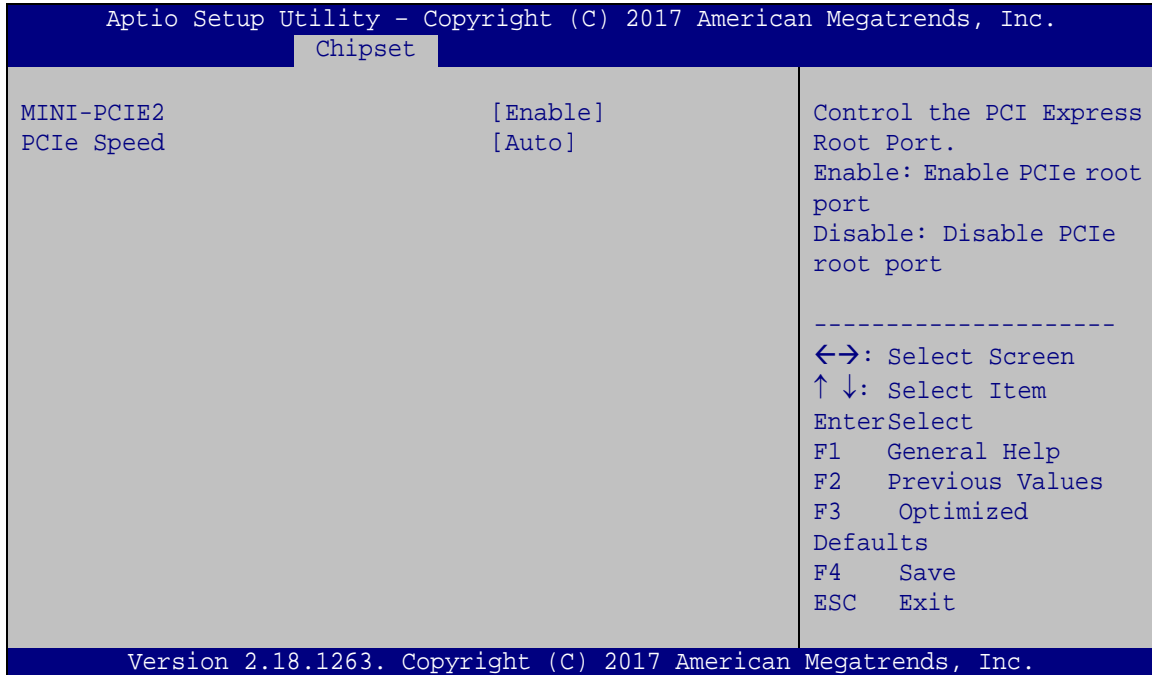 Aptio Setup Utility – Copyright (C) 2017 American Megatrends, Inc.
Chipset
MINI-PCIE2 [Enable]
PCIe Speed [Auto]
Control the PCI Express
Root Port.
Enable: Enable PCIe root
port
Disable: Disable PCIe
root port
---------------------
←→: Select Screen
↑ ↓: Select Item
EnterSelect
F1 General Help
F2 Previous Values
F3 Optimized
Defaults
F4 Save
ESC Exit
Version 2.18.1263. Copyright (C) 2017 American Megatrends, Inc.